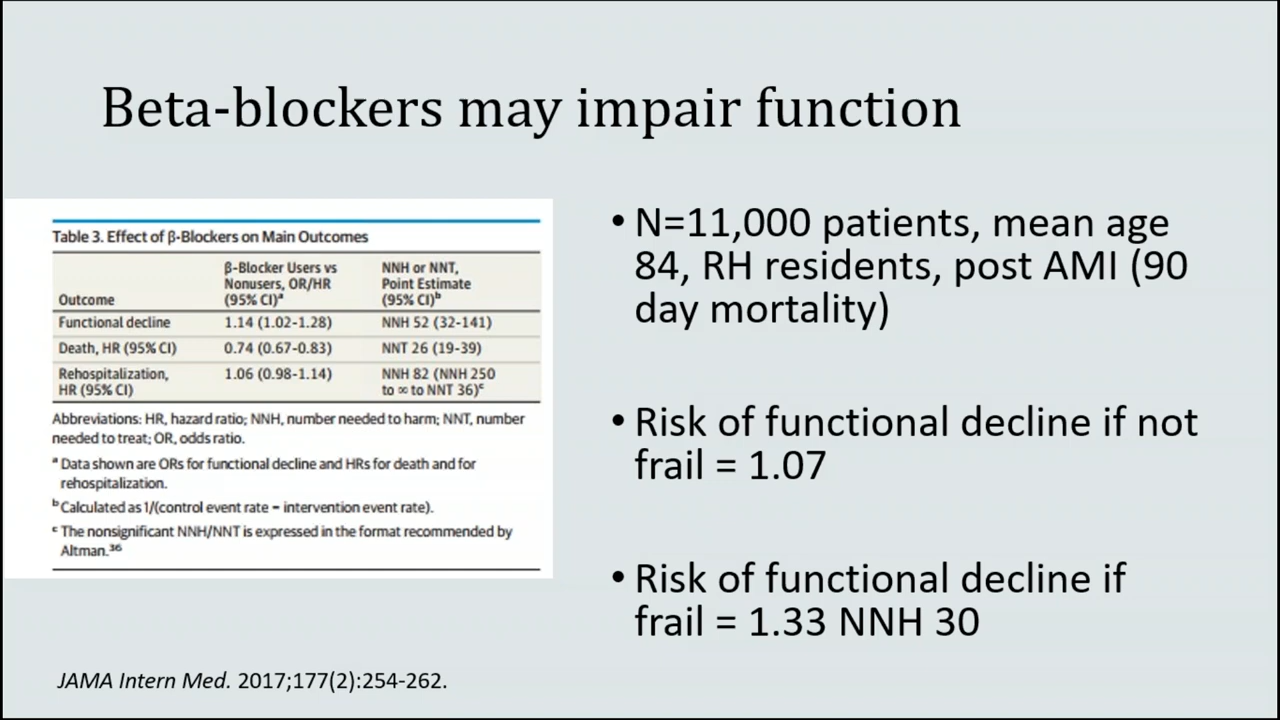 Beta-blockers may impair function
Table 3. Effect of β-Blockers on Main Outcomes
Outcome β-Blocker Users vs Nonusers, OR/HR (95% CI)ᵃ NNH or NNT, Point Estimate (95% CI)ᵇ
Functional decline 1.14 (1.02-1.28) NNH 52 (32-141)
Death, HR (95% CI) 0.74 (0.67-0.83) NNT 26 (19-39)
Rehospitalization, HR (95% CI) 1.06 (0.98-1.14) NNH 82 (NNH 250 to ∞ to NNT 36)ᶜ
Abbreviations: HR, hazard ratio; NNH, number needed to harm; NNT, number
needed to treat; OR, odds ratio.
ᵃ Data shown are ORs for functional decline and HRs for death and for
rehospitalization.
ᵇ Calculated as 1/(control event rate − intervention event rate).
ᶜ The nonsignificant NNH/NNT is expressed in the format recommended by
Altman.³⁶
• N=11,000 patients, mean age
84, RH residents, post AMI (90
day mortality)
• Risk of functional decline if not
frail = 1.07
• Risk of functional decline if
frail = 1.33 NNH 30
JAMA Intern Med. 2017;177(2):254-262.